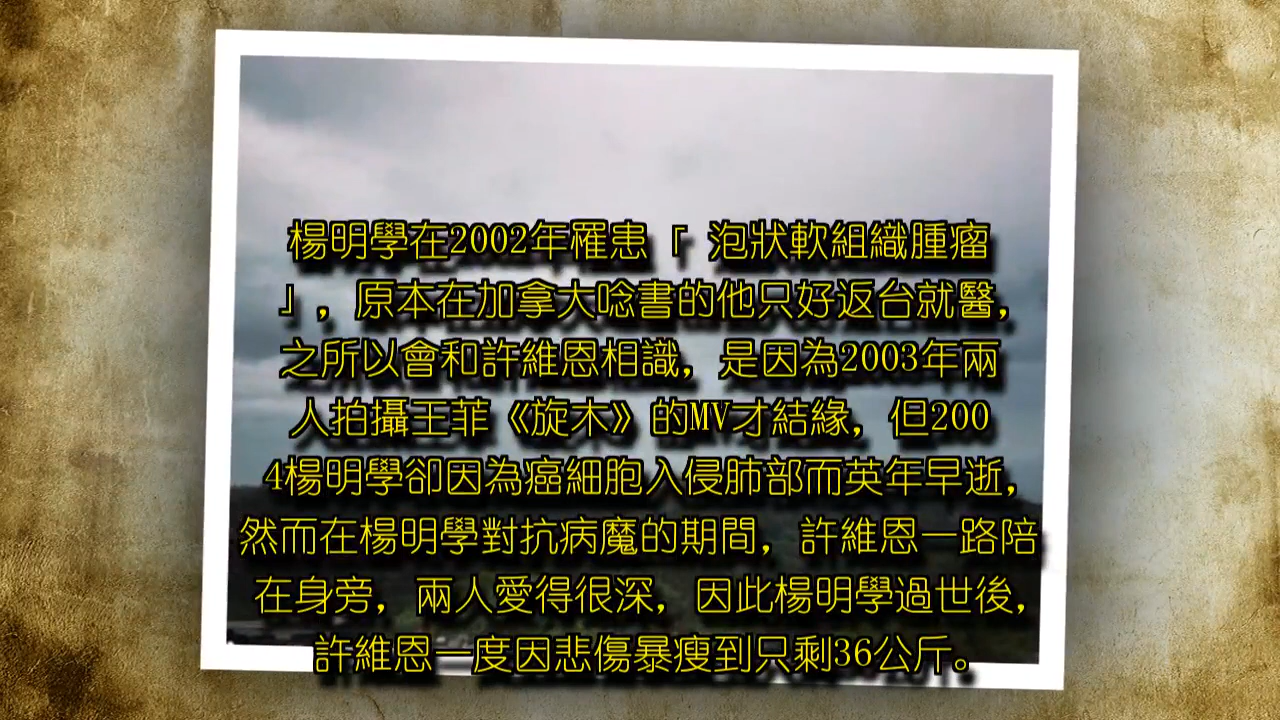 楊明學在2002年罹患「 泡狀軟組織腫瘤
」，原本在加拿大唸書的他只好返台就醫，
之所以會和許維恩相識，是因為2003年兩
人拍攝王菲《旋木》的MV才結緣，但200
4楊明學卻因為癌細胞入侵肺部而英年早逝，
然而在楊明學對抗病魔的期間，許維恩一路陪
在身旁，兩人愛得很深，因此楊明學過世後，
許維恩一度因悲傷暴瘦到只剩36公斤。